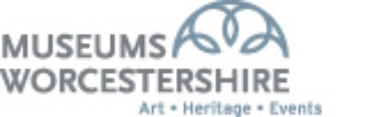 MUSEUMS
WORCESTERSHIRE
Art • Heritage • Events